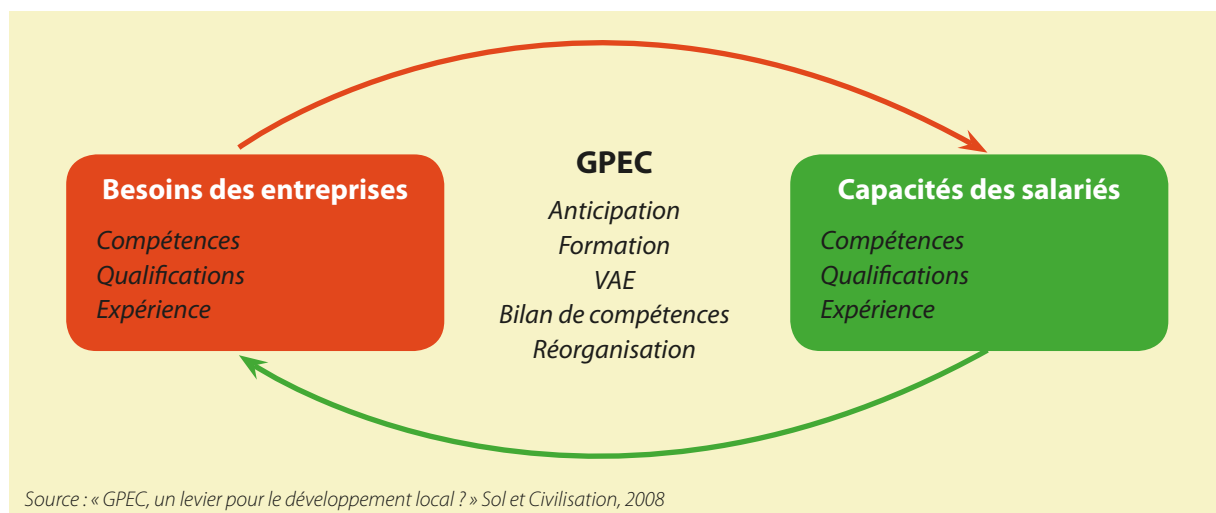 Besoins des entreprises
Compétences
Qualifications
Expérience
GPEC
Anticipation
Formation
VAE
Bilan de compétences
Réorganisation
Capacités des salariés
Compétences
Qualifications
Expérience
Source : « GPEC, un levier pour le développement local ? » Sol et Civilisation, 2008